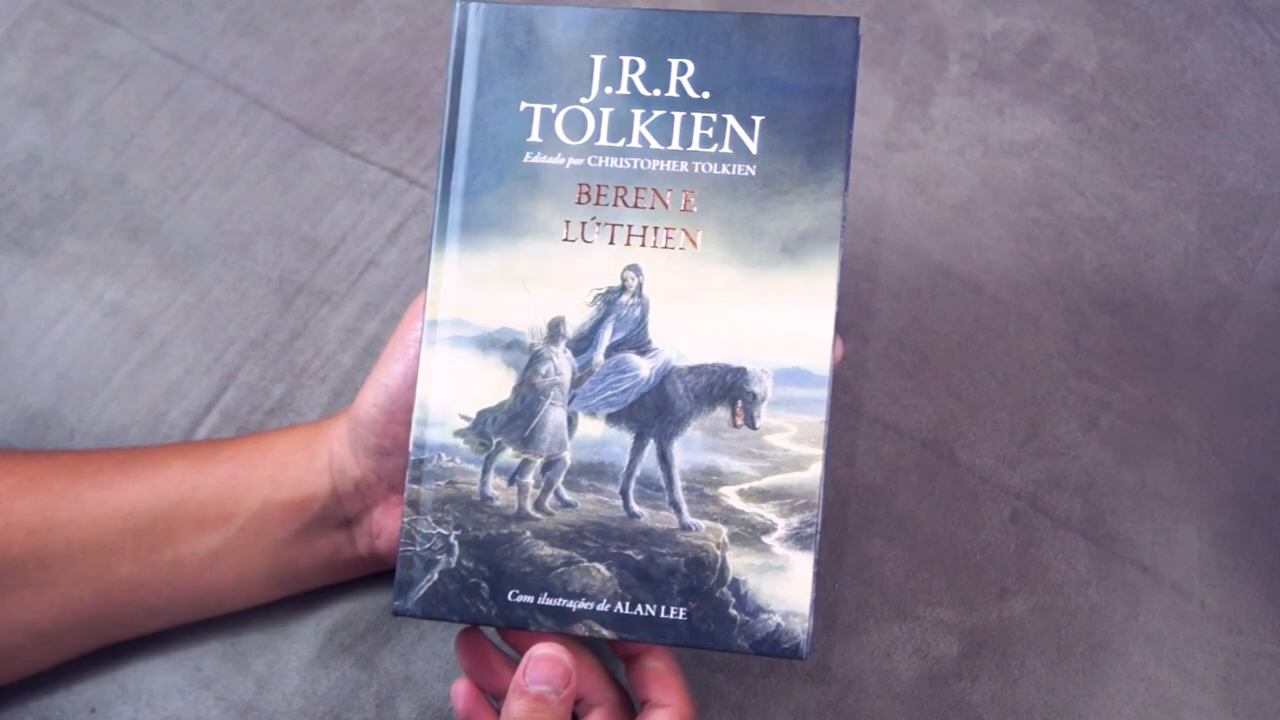 J.R.R.
TOLKIEN
Editado por CHRISTOPHER TOLKIEN
BEREN E
LÚTHIEN
Com ilustrações de ALAN LEE